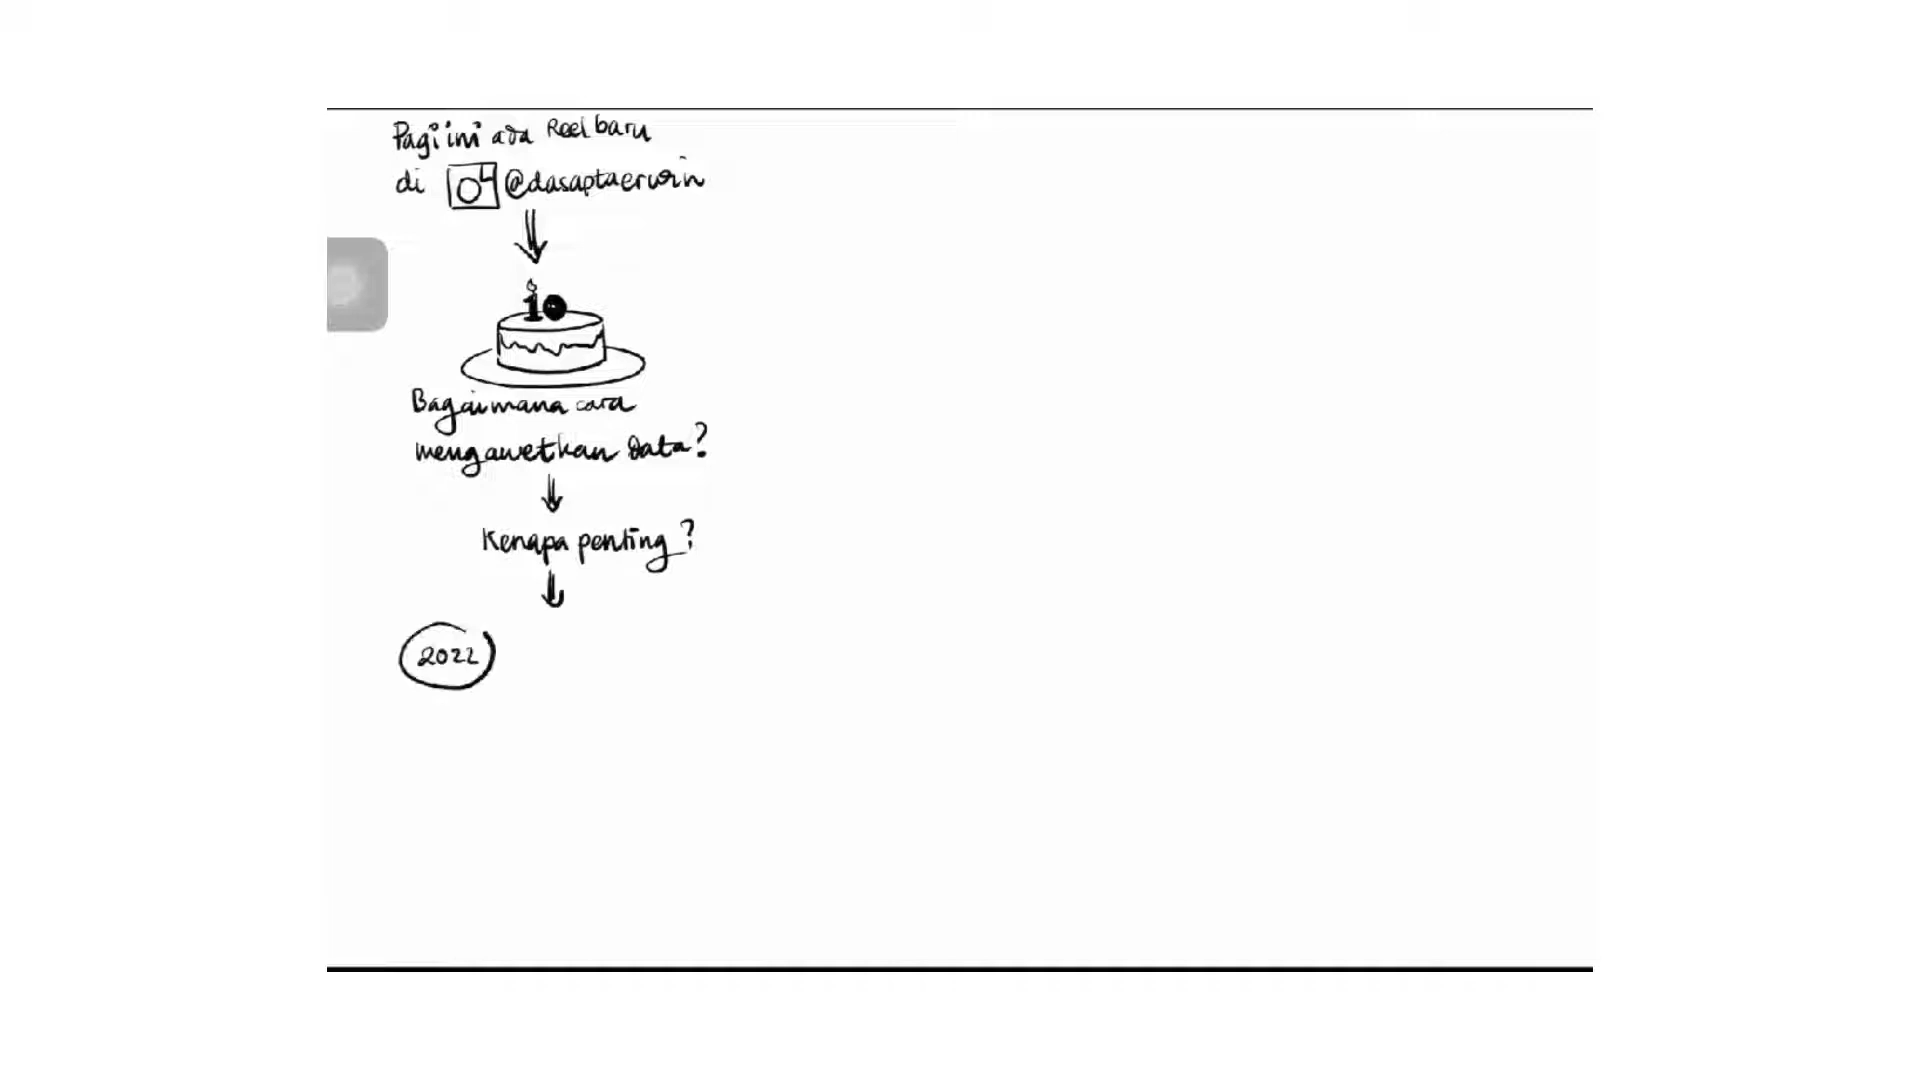 Pagi ini ada Reel baru
di @dasaptaerwin
10
Bagaimana cara
mengawetkan data?
Kenapa penting?
2022